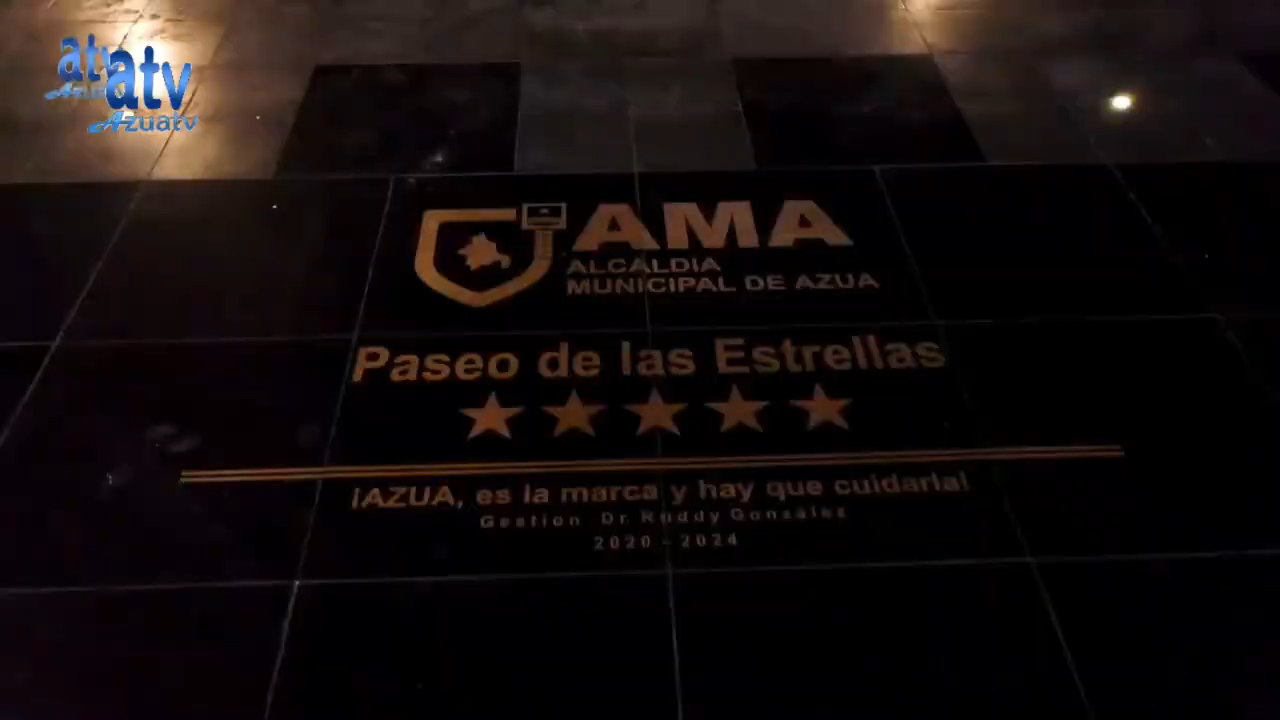 atv
Azuatv
AMA
ALCALDIA
MUNICIPAL DE AZUA
Paseo de las Estrellas
¡AZUA, es la marca y hay que cuidarla!
Gestion Dr. Ruddy González
2020 - 2024